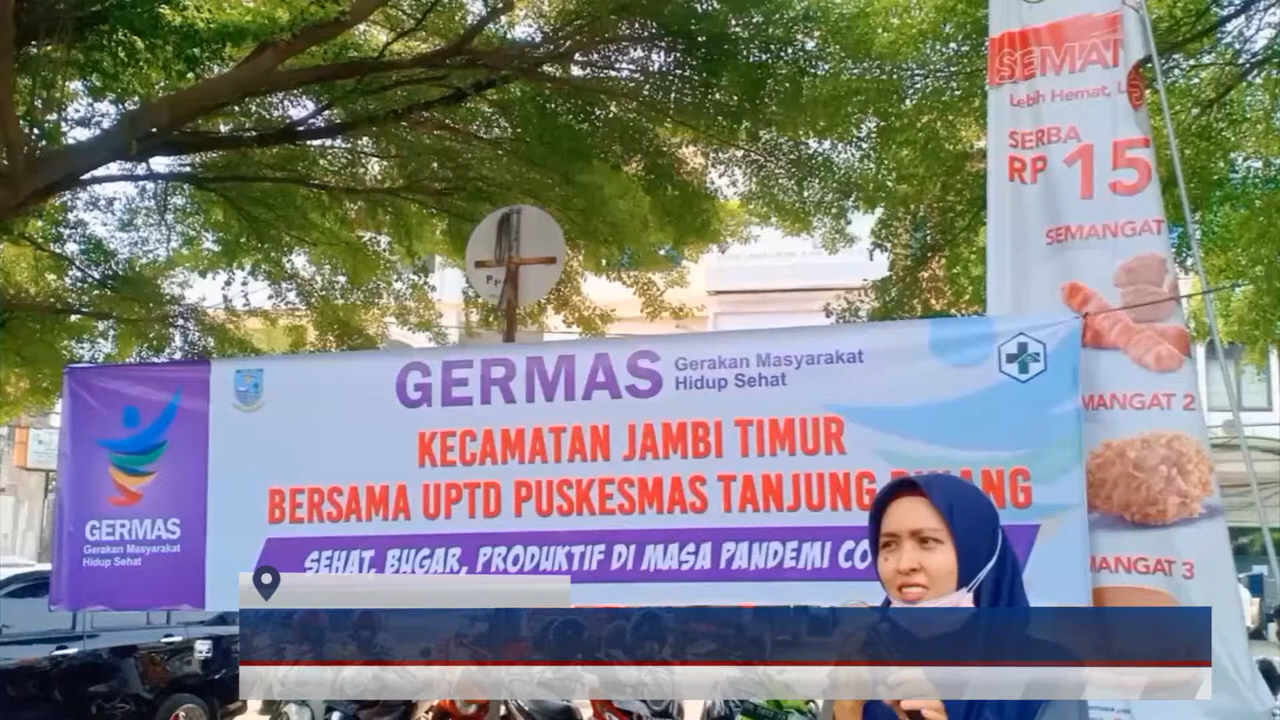 GERMAS
Gerakan Masyarakat
Hidup Sehat
KECAMATAN JAMBI TIMUR
BERSAMA UPTD PUSKESMAS TANJUNG
SEHAT, BUGAR, PRODUKTIF DI MASA PANDEMI
GERMAS
Gerakan Masyarakat
Hidup Sehat
Lebih Hemat,
SERBA
RP 15
SEMANGAT
MANGAT 2
MANGAT 3